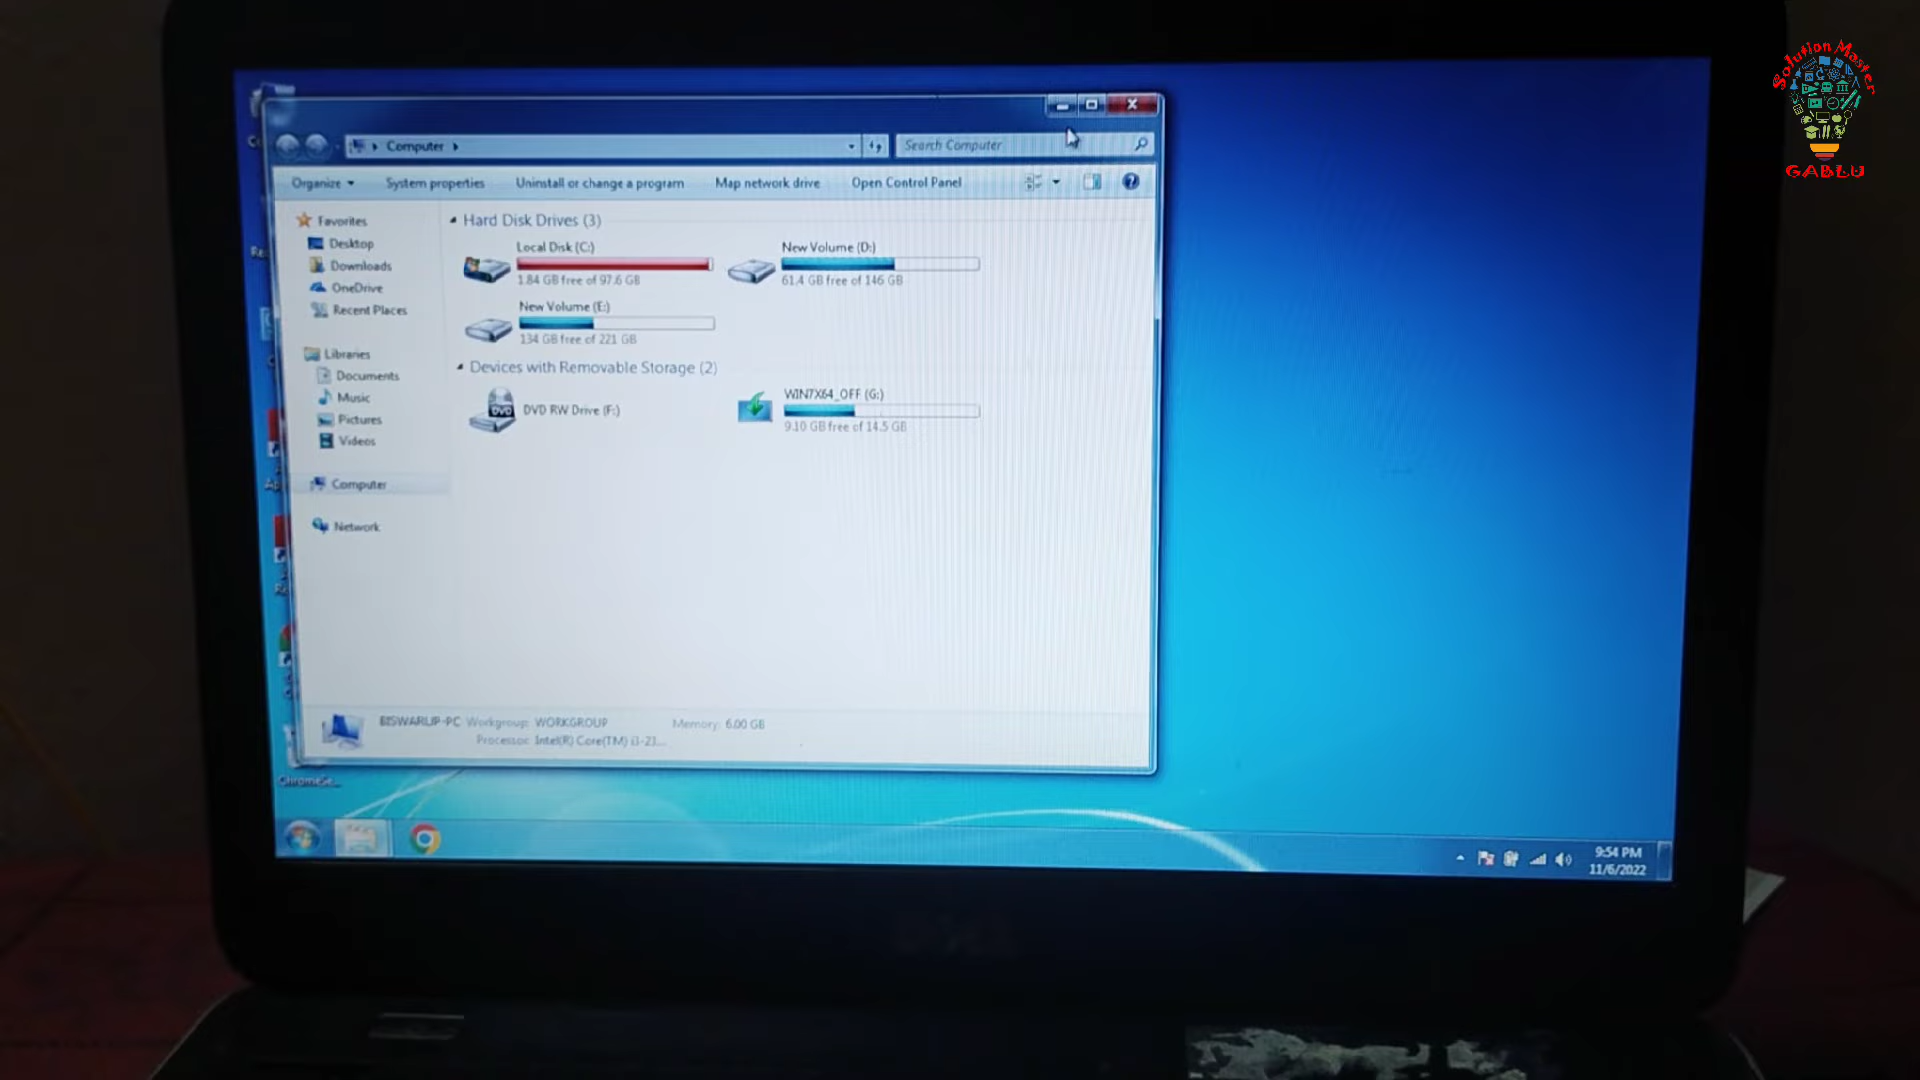 Solution Master
GABLU
Computer
Search Computer
Organize
System properties
Uninstall or change a program
Map network drive
Open Control Panel
Favorites
Desktop
Downloads
OneDrive
Recent Places
Libraries
Documents
Music
Pictures
Videos
Computer
Network
Hard Disk Drives (3)
Local Disk (C:)
1.84 GB free of 97.6 GB
New Volume (D:)
61.4 GB free of 146 GB
New Volume (E:)
134 GB free of 221 GB
Devices with Removable Storage (2)
DVD RW Drive (F:)
WIN7X64_OFF (G:)
9.10 GB free of 14.5 GB
Workgroup: WORKGROUP
Memory: 6.00 GB
Processor: Intel(R) Core(TM) i3-23...
9:54 PM
11/6/2022
DELL